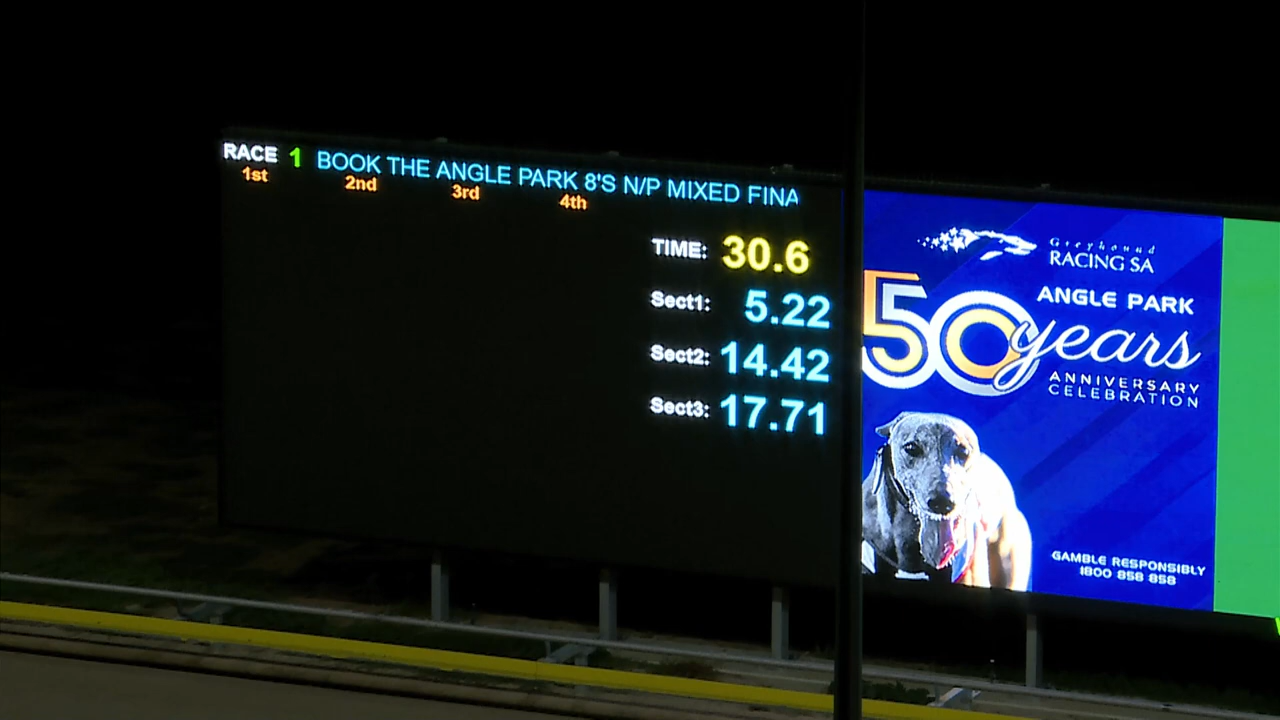 RACE 1 BOOK THE ANGLE PARK 8'S N/P MIXED FINA
1st 2nd 3rd 4th
TIME: 30.6
Sect1: 5.22
Sect2: 14.42
Sect3: 17.71
Greyhound
RACING SA
ANGLE PARK
50 years
ANNIVERSARY
CELEBRATION
GAMBLE RESPONSIBLY
1800 858 858